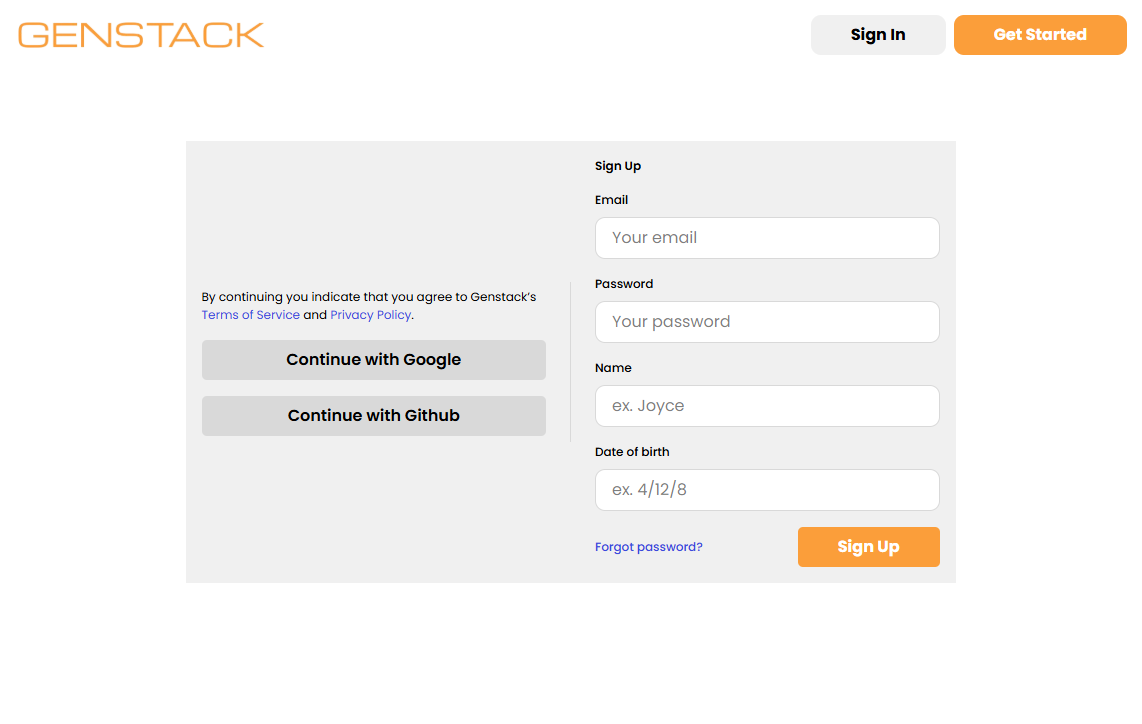 GENSTACK
Sign In
Get Started
By continuing you indicate that you agree to Genstack's
Terms of Service and Privacy Policy.
Continue with Google
Continue with Github
Sign Up
Email
Your email
Password
Your password
Name
ex. Joyce
Date of birth
ex. 4/12/8
Forgot password?
Sign Up